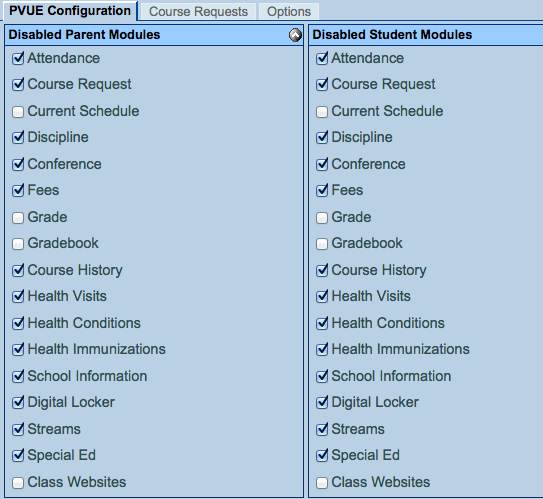 PVUE Configuration Course Requests Options
Disabled Parent Modules
Attendance
Course Request
Current Schedule
Discipline
Conference
Fees
Grade
Gradebook
Course History
Health Visits
Health Conditions
Health Immunizations
School Information
Digital Locker
Streams
Special Ed
Class Websites
Disabled Student Modules
Attendance
Course Request
Current Schedule
Discipline
Conference
Fees
Grade
Gradebook
Course History
Health Visits
Health Conditions
Health Immunizations
School Information
Digital Locker
Streams
Special Ed
Class Websites